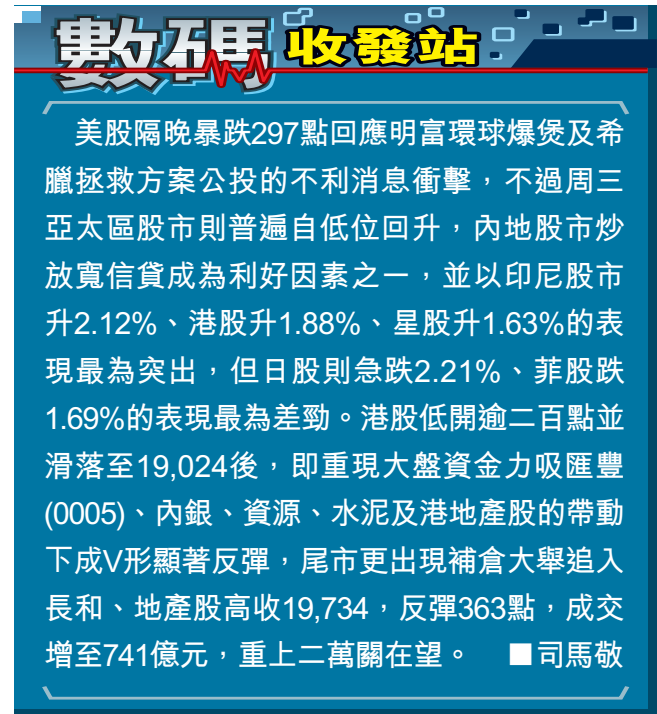 數碼收發站
美股隔晚暴跌297點回應明富環球爆煲及希
臘拯救方案公投的不利消息衝擊，不過周三
亞太區股市則普遍自低位回升，內地股市炒
放寬信貸成為利好因素之一，並以印尼股市
升2.12%、港股升1.88%、星股升1.63%的表
現最為突出，但日股則急跌2.21%、菲股跌
1.69%的表現最為差勁。港股低開逾二百點並
滑落至19,024後，即重現大盤資金力吸匯豐
(0005)、內銀、資源、水泥及港地產股的帶動
下成V形顯著反彈，尾市更出現補倉大舉追入
長和、地產股高收19,734，反彈363點，成交
增至741億元，重上二萬關在望。 ■司馬敬